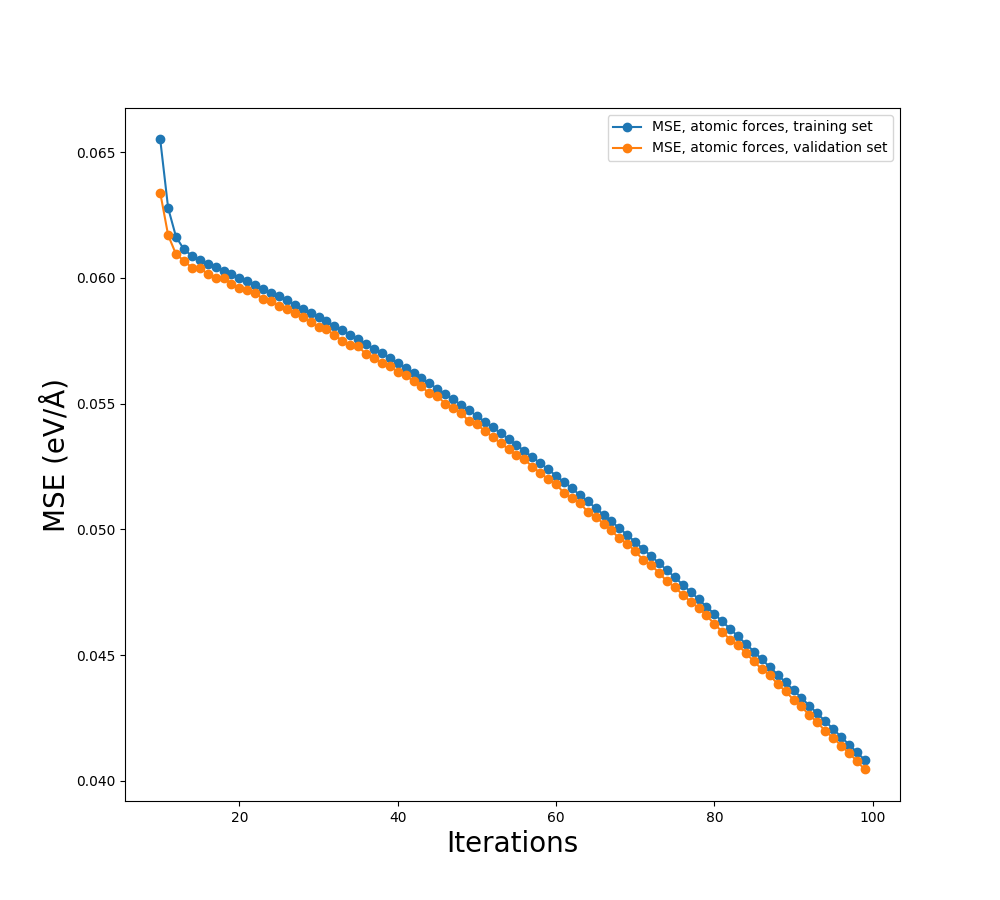 MSE, atomic forces, training set
MSE, atomic forces, validation set
0.065
0.060
0.055
0.050
0.045
0.040
MSE (eV/Å)
20
40
60
80
100
Iterations